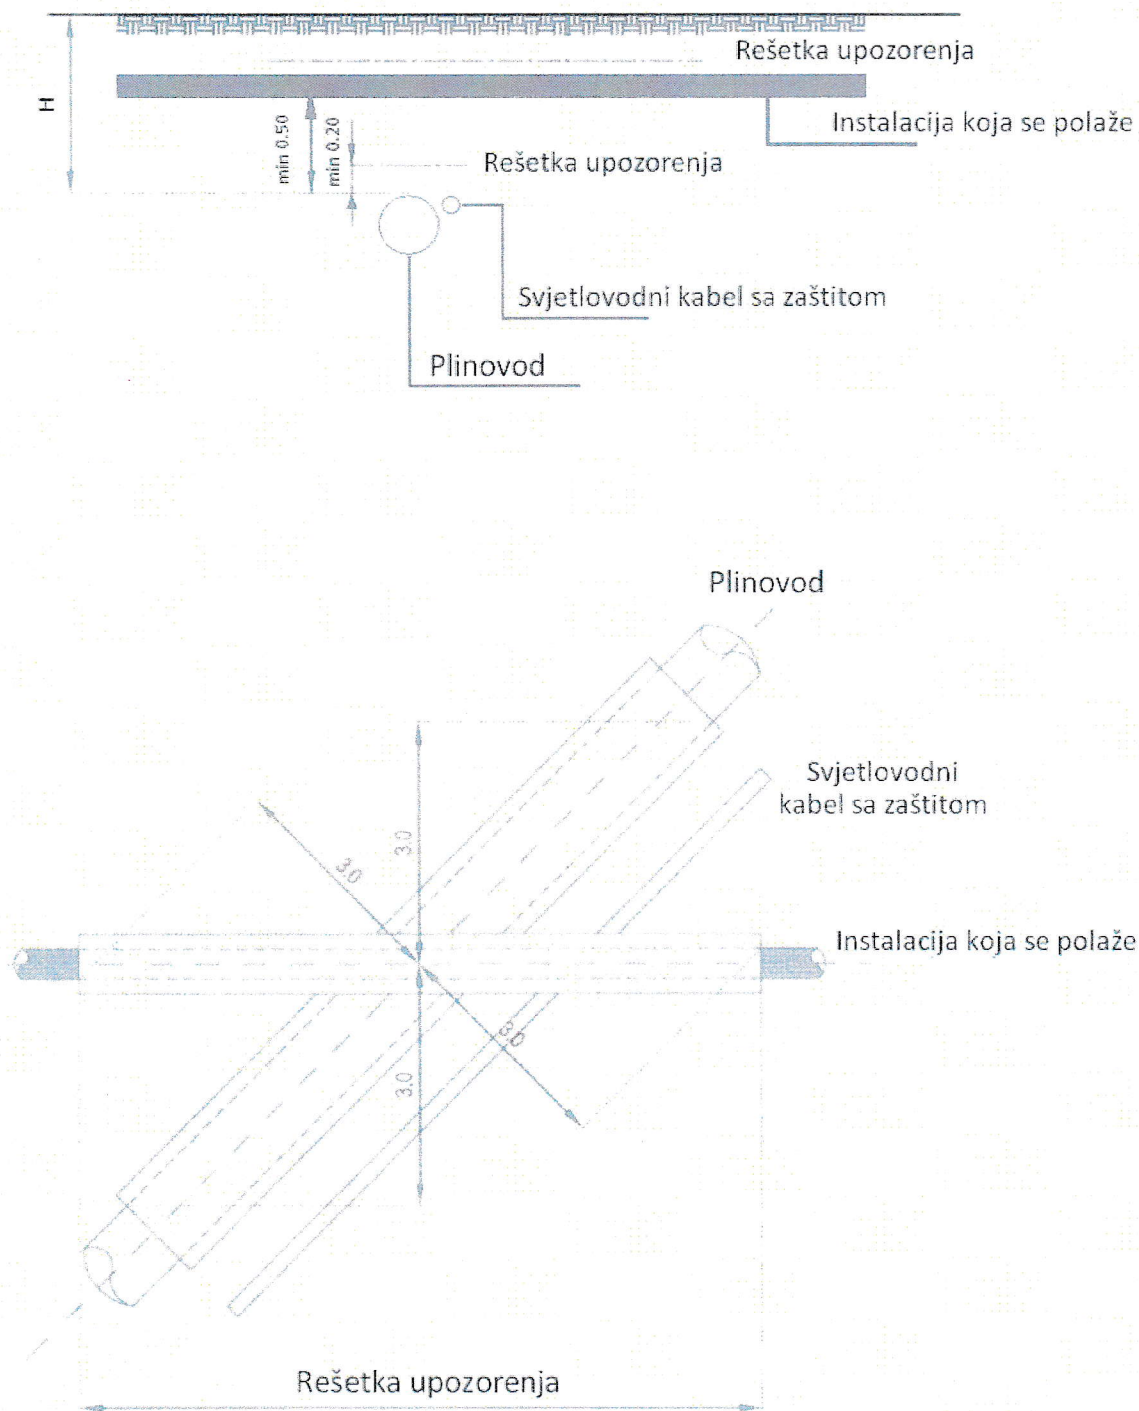 Rešetka upozorenja
H
Instalacija koja se polaže
min 0.50
min 0.20
Rešetka upozorenja
Svjetlovodni kabel sa zaštitom
Plinovod
Plinovod
Svjetlovodni
kabel sa zaštitom
3.0
3.0
Instalacija koja se polaže
3.0
3.0
Rešetka upozorenja